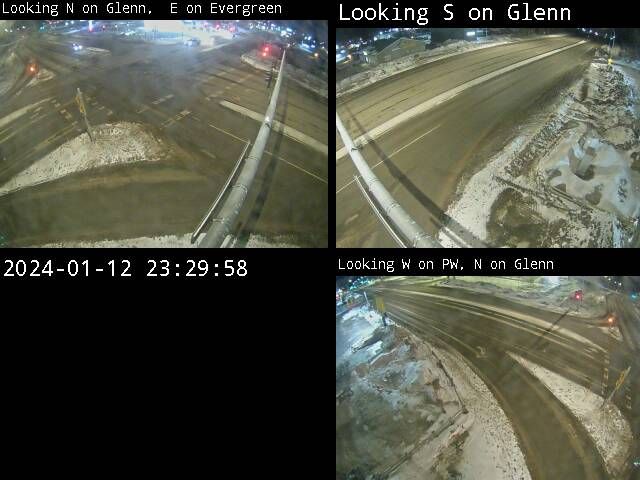 Looking N on Glenn,  E on Evergreen
Looking S on Glenn
2024-01-12 23:29:58
Looking W on PW, N on Glenn